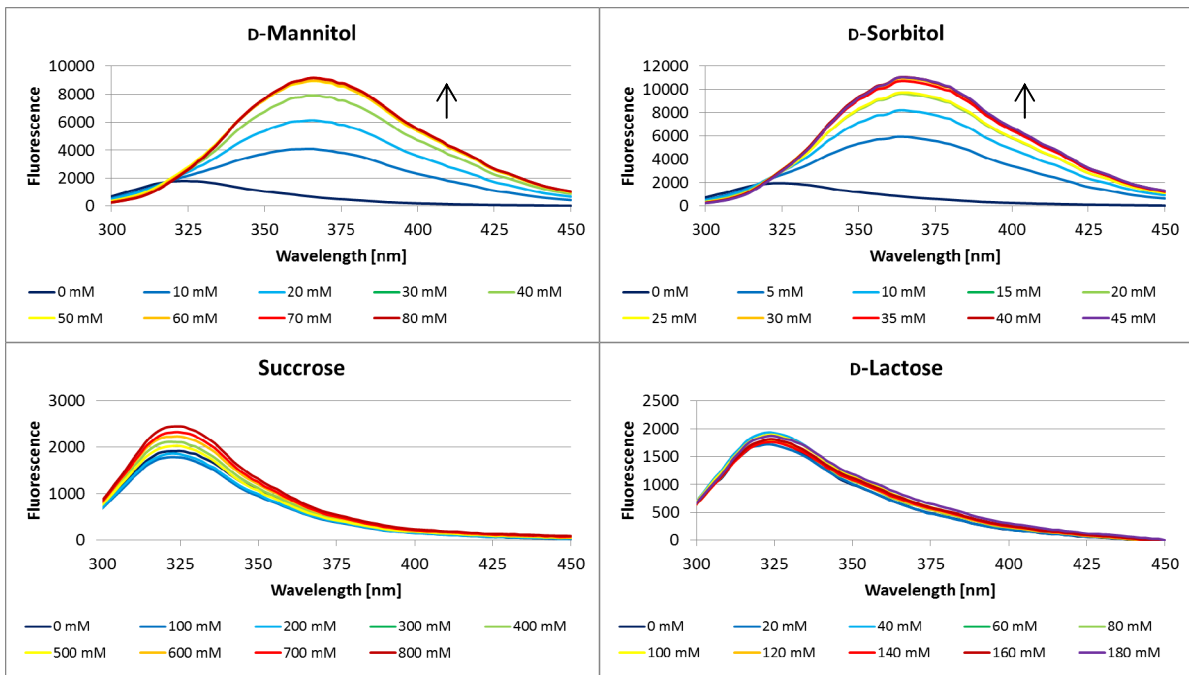 D-Mannitol
10000
8000
6000
4000
2000
0
Fluorescence
300 325 350 375 400 425 450
Wavelength [nm]
0 mM 10 mM 20 mM 30 mM 40 mM
50 mM 60 mM 70 mM 80 mM
D-Sorbitol
12000
10000
8000
6000
4000
2000
0
Fluorescence
300 325 350 375 400 425 450
Wavelength [nm]
0 mM 5 mM 10 mM 15 mM 20 mM
25 mM 30 mM 35 mM 40 mM 45 mM
Succrose
3000
2000
1000
0
Fluorescence
300 325 350 375 400 425 450
Wavelength [nm]
0 mM 100 mM 200 mM 300 mM 400 mM
500 mM 600 mM 700 mM 800 mM
D-Lactose
2500
2000
1500
1000
500
0
Fluorescence
300 325 350 375 400 425 450
Wavelength [nm]
0 mM 20 mM 40 mM 60 mM 80 mM
100 mM 120 mM 140 mM 160 mM 180 mM